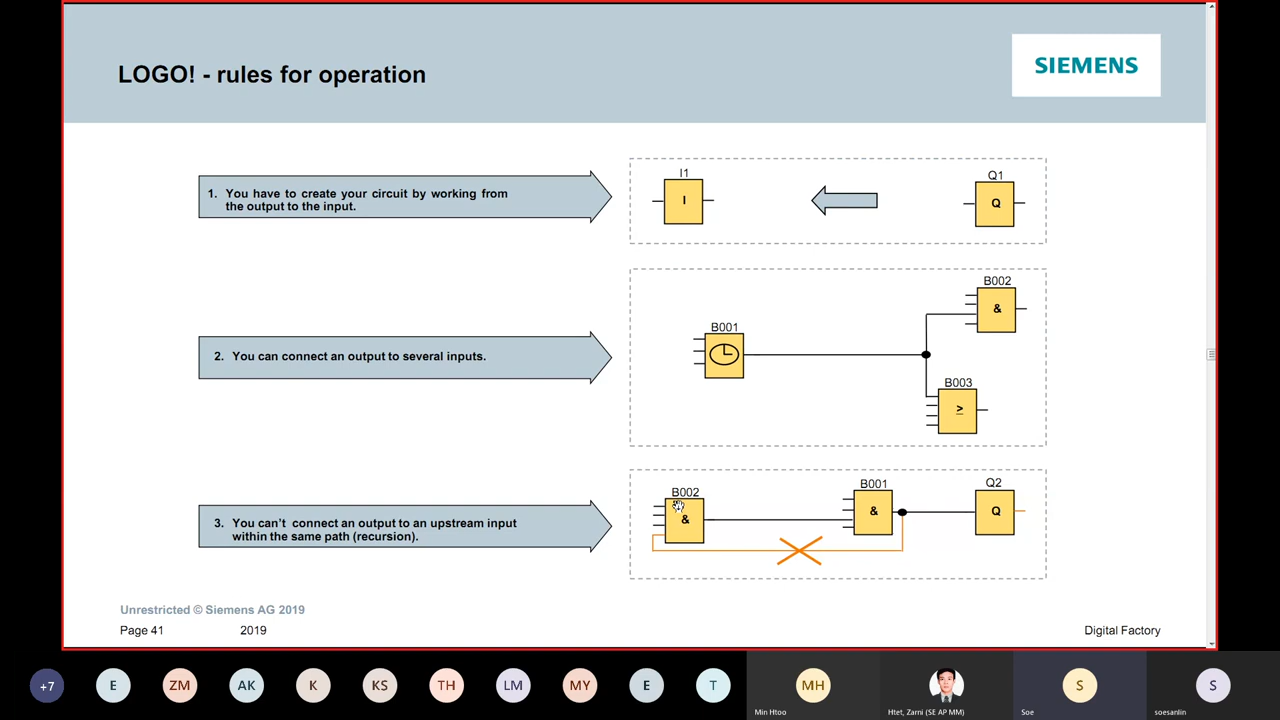 LOGO! - rules for operation
SIEMENS
1. You have to create your circuit by working from
the output to the input.
I1
I
Q1
Q
2. You can connect an output to several inputs.
B001
B002
&
B003
≥
3. You can't connect an output to an upstream input
within the same path (recursion).
B002
&
B001
&
Q2
Q
Unrestricted © Siemens AG 2019
Page 41 2019 Digital Factory
+7 E ZM AK K KS TH LM MY E T MH S S
Min Htoo Htet, Zarni (SE AP MM) Soe soesanlin